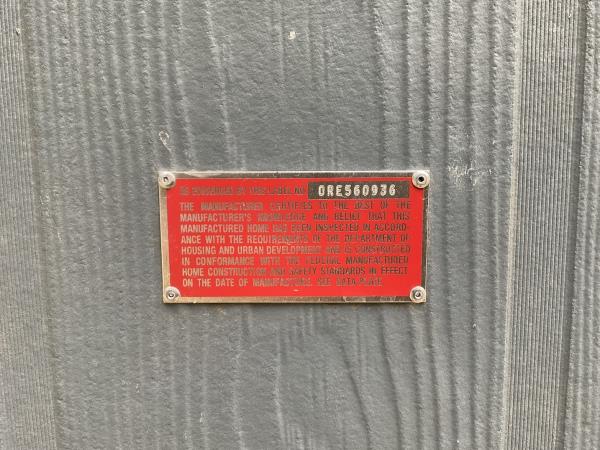 AS EVIDENCED BY THIS LABEL NO. ORE560936
THE MANUFACTURER CERTIFIES TO THE BEST OF THE
MANUFACTURER'S KNOWLEDGE AND BELIEF THAT THIS
MANUFACTURED HOME HAS BEEN INSPECTED IN ACCORD-
ANCE WITH THE REQUIREMENTS OF THE DEPARTMENT OF
HOUSING AND URBAN DEVELOPMENT AND IS CONSTRUCTED
IN CONFORMANCE WITH THE FEDERAL MANUFACTURED
HOME CONSTRUCTION AND SAFETY STANDARDS IN EFFECT
ON THE DATE OF MANUFACTURE. SEE DATA PLATE.